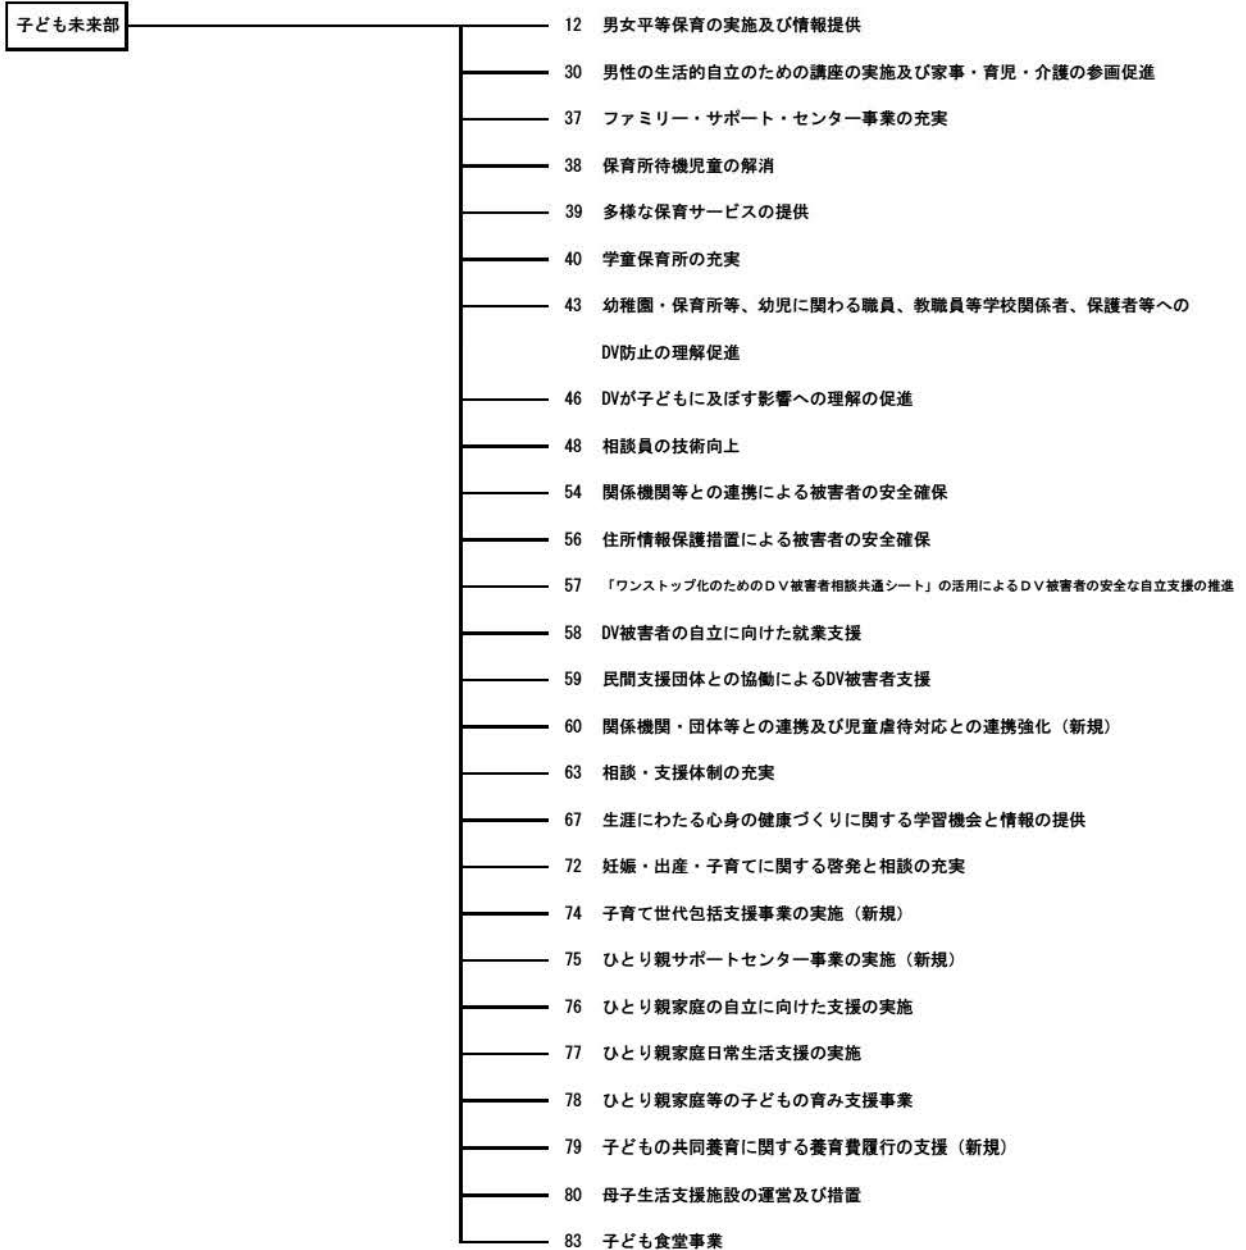 子ども未来部
12 男女平等保育の実施及び情報提供
30 男性の生活的自立のための講座の実施及び家事・育児・介護の参画促進
37 ファミリー・サポート・センター事業の充実
38 保育所待機児童の解消
39 多様な保育サービスの提供
40 学童保育所の充実
43 幼稚園・保育所等、幼児に関わる職員、教職員等学校関係者、保護者等への
DV防止の理解促進
46 DVが子どもに及ぼす影響への理解の促進
48 相談員の技術向上
54 関係機関等との連携による被害者の安全確保
56 住所情報保護措置による被害者の安全確保
57 「ワンストップ化のためのＤＶ被害者相談共通シート」の活用によるＤＶ被害者の安全な自立支援の推進
58 DV被害者の自立に向けた就業支援
59 民間支援団体との協働によるDV被害者支援
60 関係機関・団体等との連携及び児童虐待対応との連携強化（新規）
63 相談・支援体制の充実
67 生涯にわたる心身の健康づくりに関する学習機会と情報の提供
72 妊娠・出産・子育てに関する啓発と相談の充実
74 子育て世代包括支援事業の実施（新規）
75 ひとり親サポートセンター事業の実施（新規）
76 ひとり親家庭の自立に向けた支援の実施
77 ひとり親家庭日常生活支援の実施
78 ひとり親家庭等の子どもの育み支援事業
79 子どもの共同養育に関する養育費履行の支援（新規）
80 母子生活支援施設の運営及び措置
83 子ども食堂事業